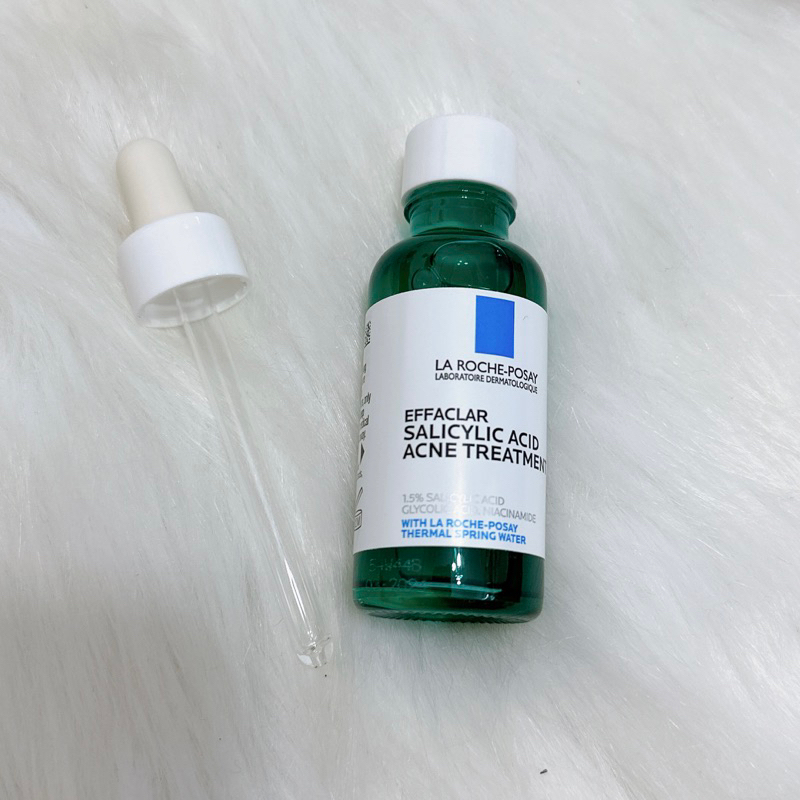 LA ROCHE-POSAY
LABORATOIRE DERMATOLOGIQUE
EFFACLAR
SALICYLIC ACID
ACNE TREATMENT
1.5% SALICYLIC ACID
GLYCOLIC ACID, NIACINAMIDE
WITH LA ROCHE-POSAY
THERMAL SPRING WATER